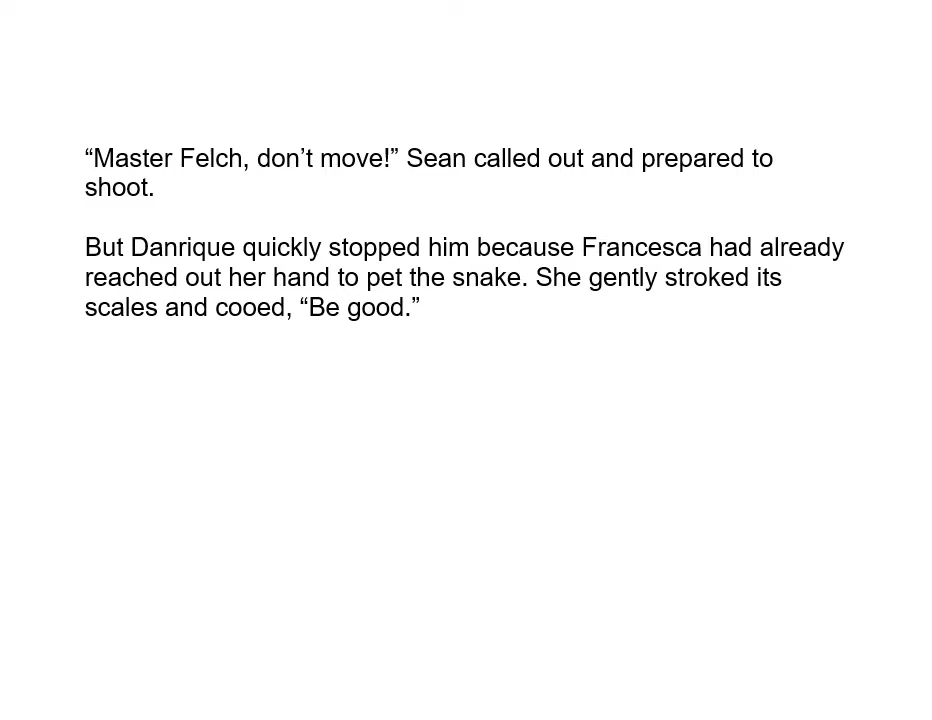 “Master Felch, don’t move!” Sean called out and prepared to
shoot.
But Danrique quickly stopped him because Francesca had already
reached out her hand to pet the snake. She gently stroked its
scales and cooed, “Be good.”